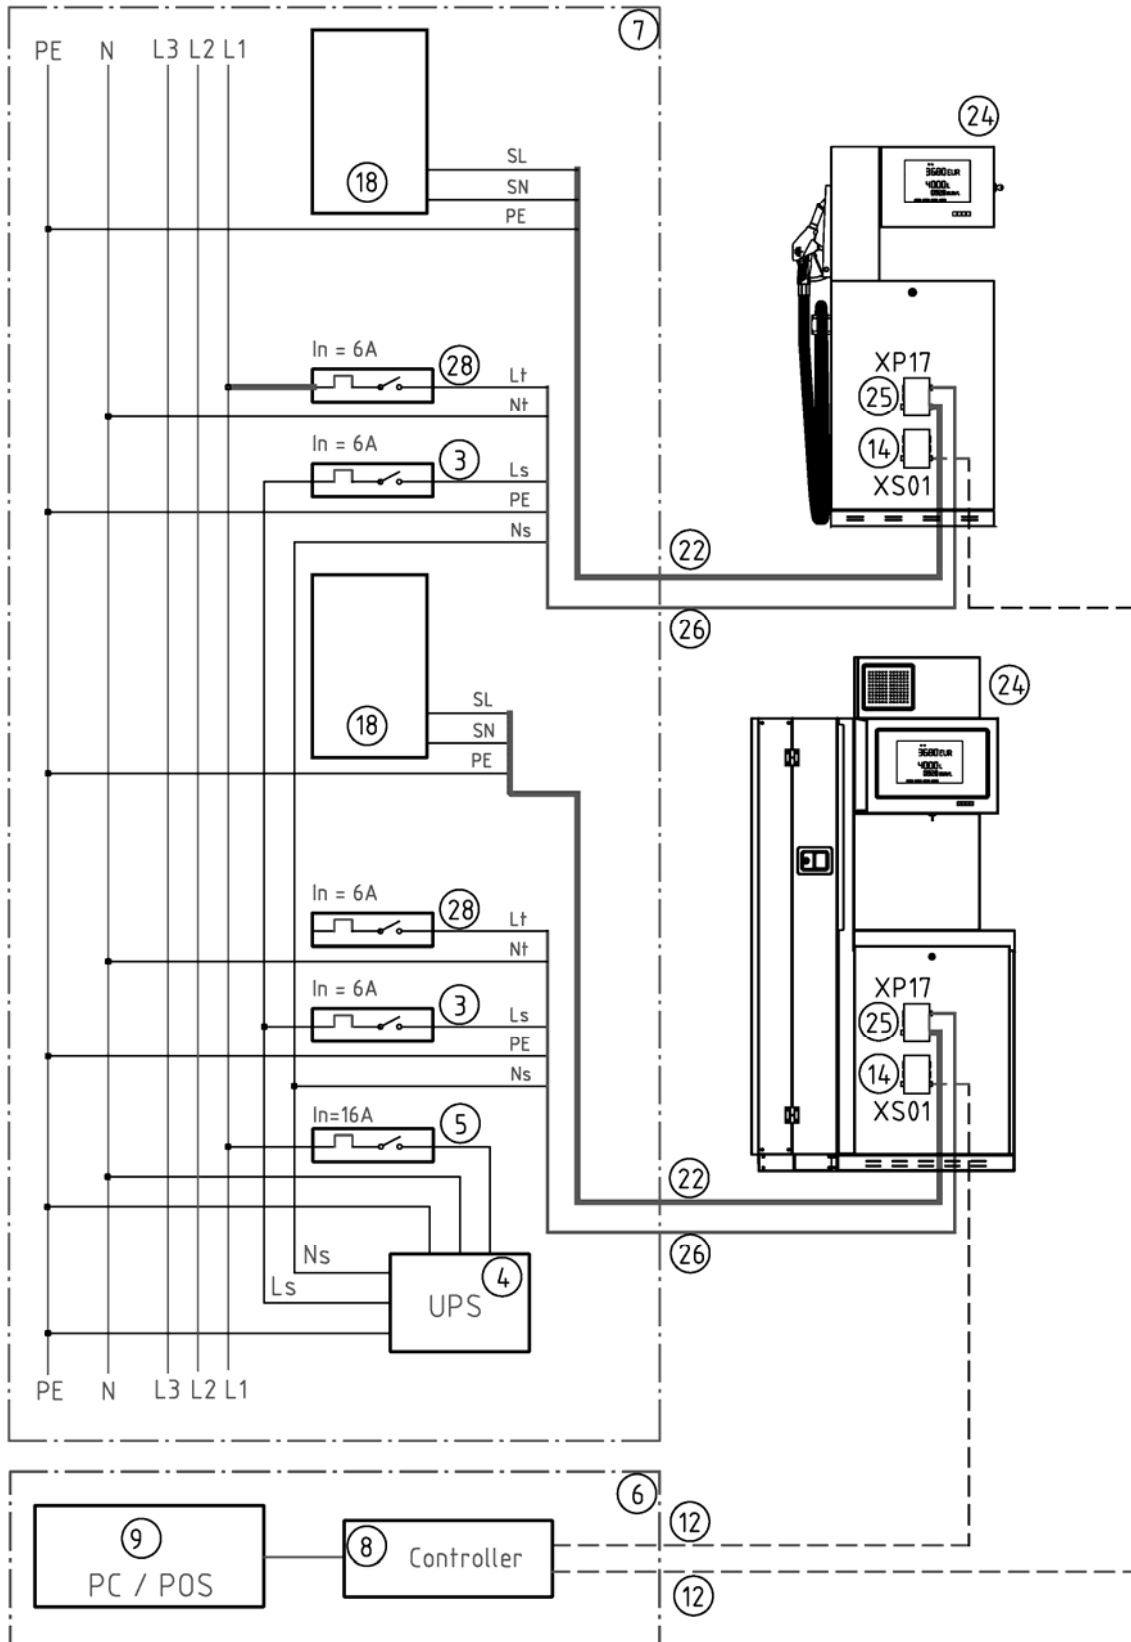 7
PE N L3 L2 L1
24
SL
18
SN
PE
3680 EUR
4000 L
In = 6A
28
Lt
Nt
XP17
25
In = 6A
3
Ls
14
XS01
PE
Ns
22
26
24
SL
18
SN
PE
3680 EUR
4000 L
In = 6A
28
Lt
Nt
In = 6A
3
Ls
XP17
25
PE
Ns
14
XS01
In=16A
5
22
Ns
26
4
Ls
UPS
PE N L3 L2 L1
6
12
9
8 Controller
PC / POS
12